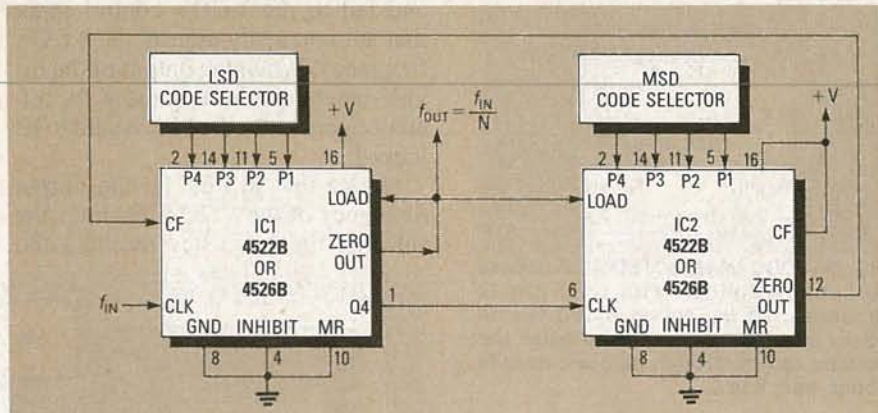 LSD
CODE SELECTOR
MSD
CODE SELECTOR
+V
f_OUT = f_IN / N
+V
2 14 11 5 16
P4 P3 P2 P1
LOAD
CF
IC1
4522B
OR
4526B
ZERO
OUT
f_IN
CLK
Q4
1
GND INHIBIT MR
8 4 10
2 14 11 5 16
P4 P3 P2 P1
LOAD
IC2
4522B
OR
4526B
CF
ZERO
OUT
12
6
CLK
GND INHIBIT MR
8 4 10